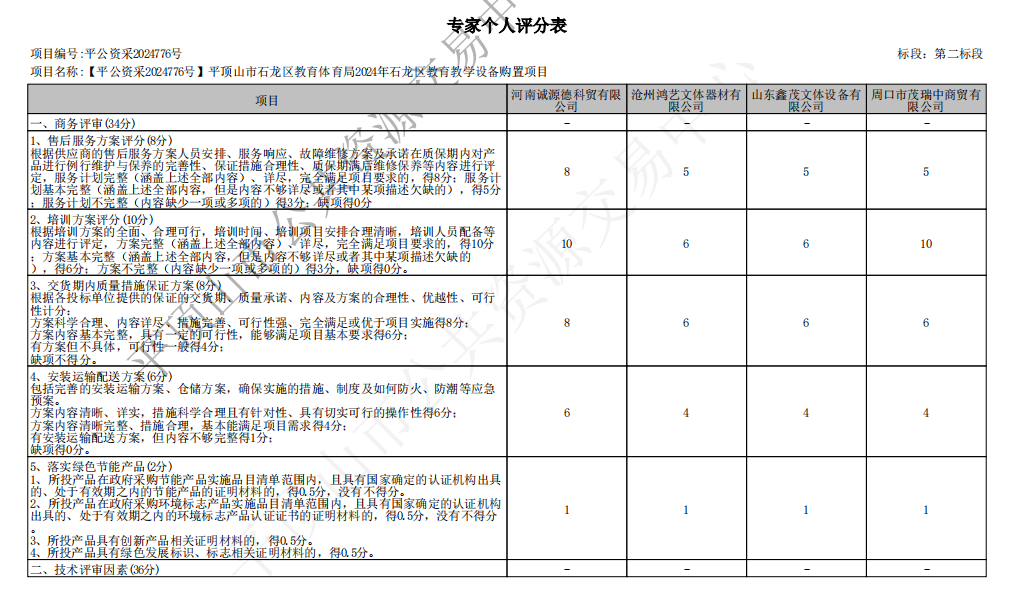 专家个人评分表
项目编号:平公资采2024776号
标段：第二标段
项目名称:【平公资采2024776号】平顶山市石龙区教育体育局2024年石龙区教育教学设备购置项目
项目
河南诚源德科贸有限
公司
沧州鸿艺文体器材有
限公司
山东鑫茂文体设备有
限公司
周口市茂瑞中商贸有
限公司
一、商务评审(34分)
- - - -
1、售后服务方案评分(8分)
根据供应商的售后服务方案人员安排、服务响应、故障维修方案及承诺在质保期内对产
品进行例行维护与保养的完善性、保证措施合理性、质保期满后维修保养等内容进行评
定，服务计划完整（涵盖上述全部内容）、详尽，完全满足项目要求的，得8分；服务计
划基本完整（涵盖上述全部内容，但是内容不够详尽或者其中某项描述欠缺的），得5分
；服务计划不完整（内容缺少一项或多项的）得3分；缺项得0分
8 5 5 5
2、培训方案评分(10分)
根据培训方案的全面、合理可行，培训时间、培训项目安排合理清晰，培训人员配备等
内容进行评定，方案完整（涵盖上述全部内容）、详尽，完全满足项目要求的，得10分
；方案基本完整（涵盖上述全部内容，但是内容不够详尽或者其中某项描述欠缺的
），得6分；方案不完整（内容缺少一项或多项的）得3分，缺项得0分。
10 6 6 10
3、交货期内质量措施保证方案(8分)
根据各投标单位提供的保证的交货期、质量承诺、内容及方案的合理性、优越性、可行
性计分：
方案科学合理、内容详尽、措施完善、可行性强、完全满足或优于项目实施得8分；
方案内容基本完整，具有一定的可行性，能够满足项目基本要求得6分；
有方案但不具体，可行性一般得4分；
缺项不得分。
8 6 6 6
4、安装运输配送方案(6分)
包括完善的安装运输方案、仓储方案，确保实施的措施、制度及如何防火、防潮等应急
预案。
方案内容清晰、详实，措施科学合理且有针对性、具有切实可行的操作性得6分；
方案内容清晰完整、措施合理，基本能满足项目需求得4分；
有安装运输配送方案，但内容不够完整得1分；
缺项得0分。
6 4 4 4
5、落实绿色节能产品(2分)
1、所投产品在政府采购节能产品实施品目清单范围内，且具有国家确定的认证机构出具
的、处于有效期之内的节能产品的证明材料的，得0.5分，没有不得分。
2、所投产品在政府采购环境标志产品实施品目清单范围内，且具有国家确定的认证机构
出具的、处于有效期之内的环境标志产品认证证书的证明材料的，得0.5分，没有不得分
。
3、所投产品具有创新产品相关证明材料的，得0.5分。
4、所投产品具有绿色发展标识、标志相关证明材料的，得0.5分。
1 1 1 1
二、技术评审因素(36分)
- - - -
平顶山市公共资源交易中心
平顶山市公共资源交易中心